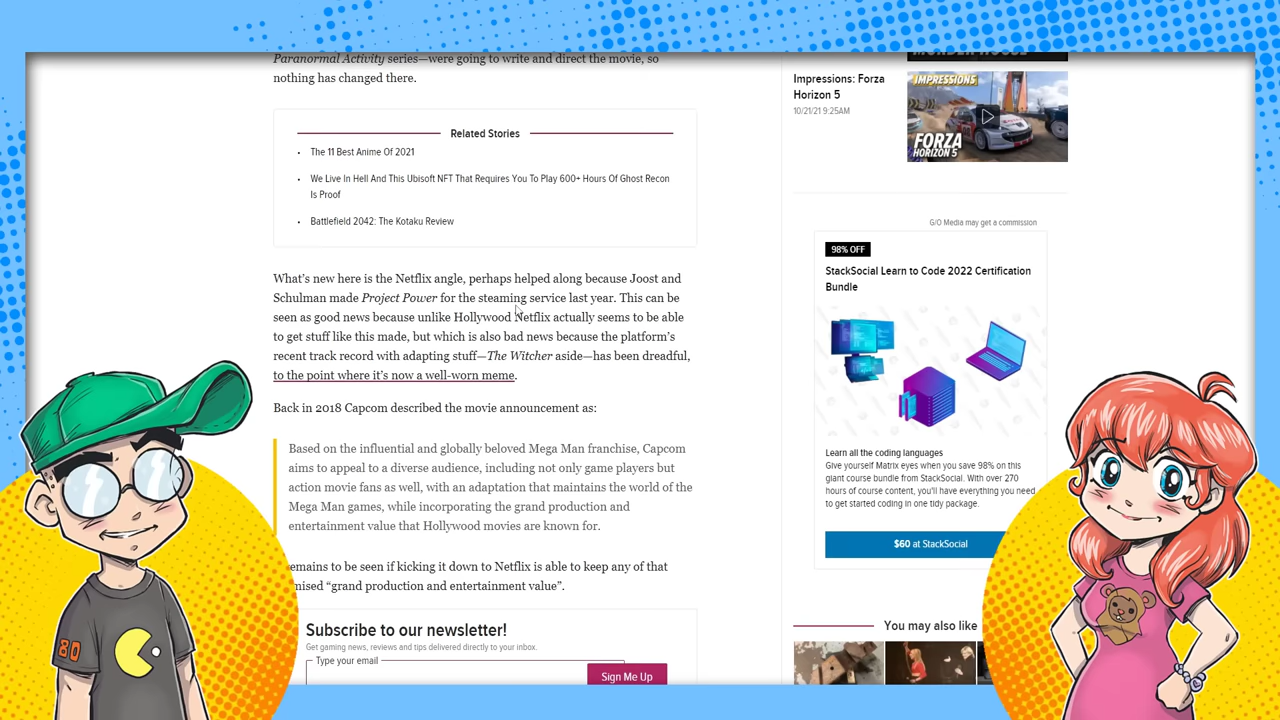 Paranormal Activity series—were going to write and direct the movie, so
nothing has changed there.
Related Stories
• The 11 Best Anime Of 2021
• We Live In Hell And This Ubisoft NFT That Requires You To Play 600+ Hours Of Ghost Recon
Is Proof
• Battlefield 2042: The Kotaku Review
What's new here is the Netflix angle, perhaps helped along because Joost and
Schulman made Project Power for the steaming service last year. This can be
seen as good news because unlike Hollywood Netflix actually seems to be able
to get stuff like this made, but which is also bad news because the platform's
recent track record with adapting stuff—The Witcher aside—has been dreadful,
to the point where it's now a well-worn meme.
Back in 2018 Capcom described the movie announcement as:
Based on the influential and globally beloved Mega Man franchise, Capcom
aims to appeal to a diverse audience, including not only game players but
action movie fans as well, with an adaptation that maintains the world of the
Mega Man games, while incorporating the grand production and
entertainment value that Hollywood movies are known for.
emains to be seen if kicking it down to Netflix is able to keep any of that
mised “grand production and entertainment value”.
Subscribe to our newsletter!
Get gaming news, reviews and tips delivered directly to your inbox.
Type your email
Sign Me Up
Impressions: Forza
Horizon 5
10/21/21 9:25AM
IMPRESSIONS
FORZA
HORIZON 5
G/O Media may get a commission
98% OFF
StackSocial Learn to Code 2022 Certification
Bundle
Learn all the coding languages
Give yourself Matrix eyes when you save 98% on this
giant course bundle from StackSocial. With over 270
hours of course content, you'll have everything you need
to get started coding in one tidy package.
$60 at StackSocial
You may also like
80